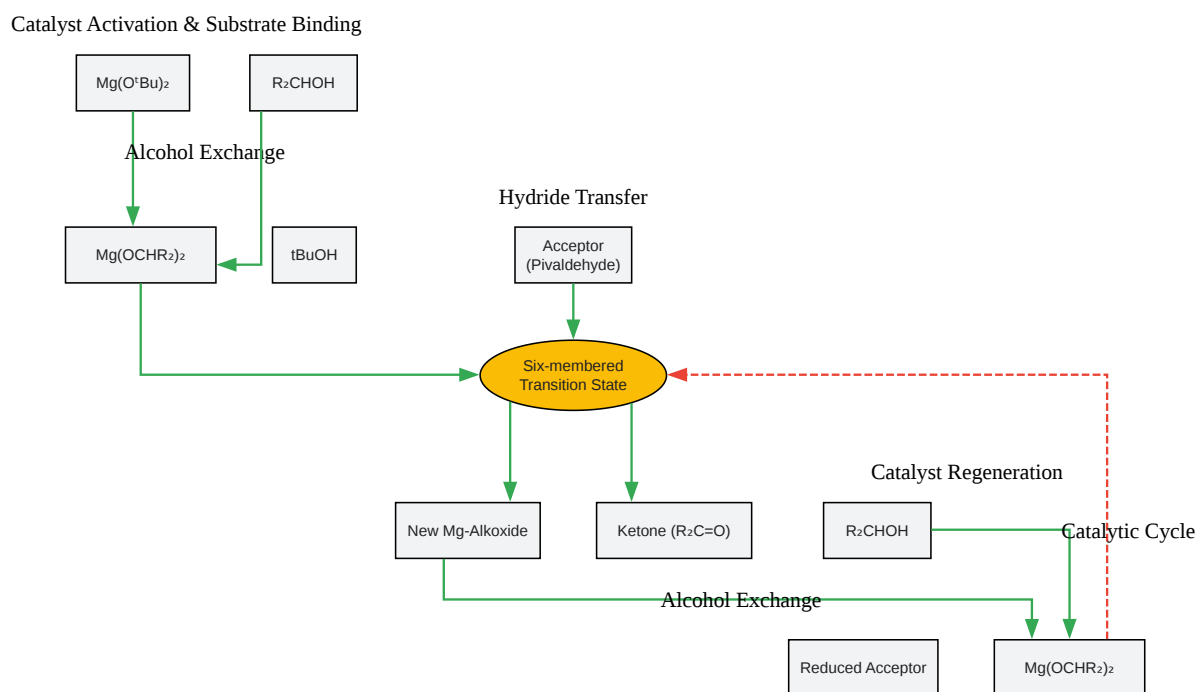 Catalyst Activation & Substrate Binding
Mg(OᵗBu)₂
R₂CHOH
Alcohol Exchange
Hydride Transfer
Mg(OCHR₂)₂
tBuOH
Acceptor
(Pivaldehyde)
Six-membered
Transition State
Catalyst Regeneration
New Mg-Alkoxide
Ketone (R₂C=O)
R₂CHOH
Catalytic Cycle
Alcohol Exchange
Reduced Acceptor
Mg(OCHR₂)₂